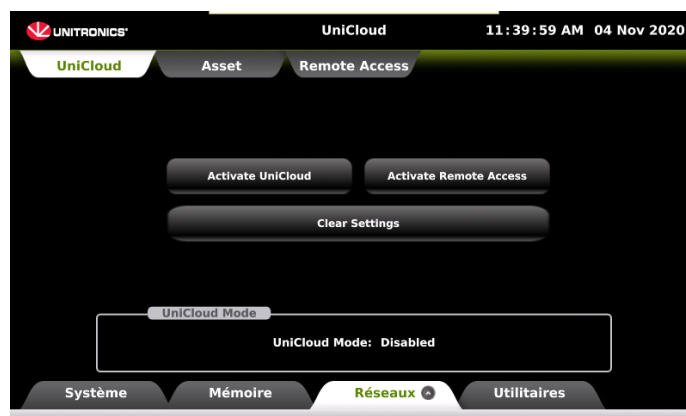 UNITRONICS® UniCloud 11:39:59 AM 04 Nov 2020
UniCloud Asset Remote Access
Activate UniCloud Activate Remote Access
Clear Settings
UniCloud Mode
UniCloud Mode: Disabled
Système Mémoire Réseaux Utilitaires